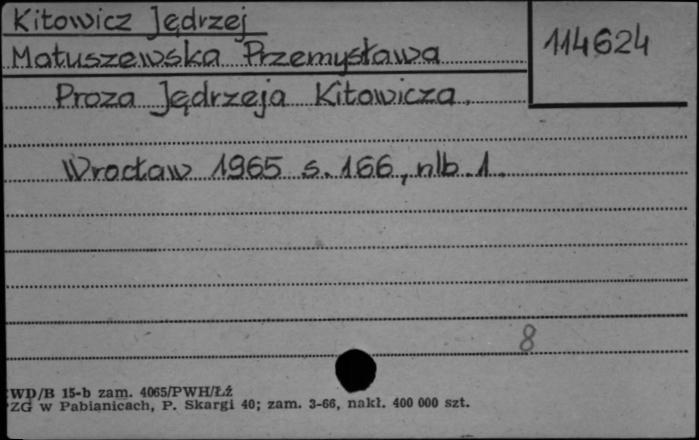 Kitowicz Jędrzej
114624
Matuszewska Przemysława
Proza Jędrzeja Kitowicza.
Wrocław 1965 s. 166, nlb. 1.
8
WD/B 15-b zam. 4065/PWH/Łź
ZG w Pabianicach, P. Skargi 40; zam. 3-66, nakł. 400 000 szt.